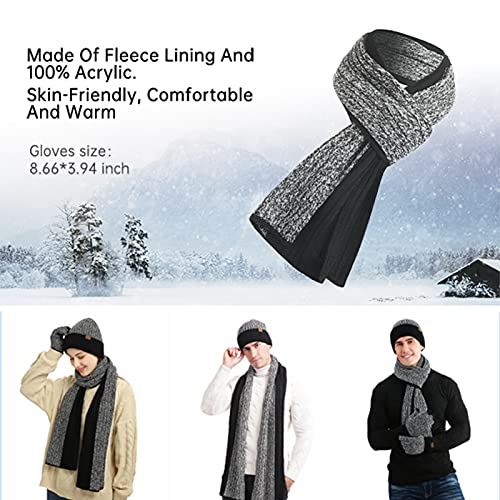 Made Of Fleece Lining And
100% Acrylic.
Skin-Friendly, Comfortable
And Warm
Gloves size:
8.66*3.94 inch